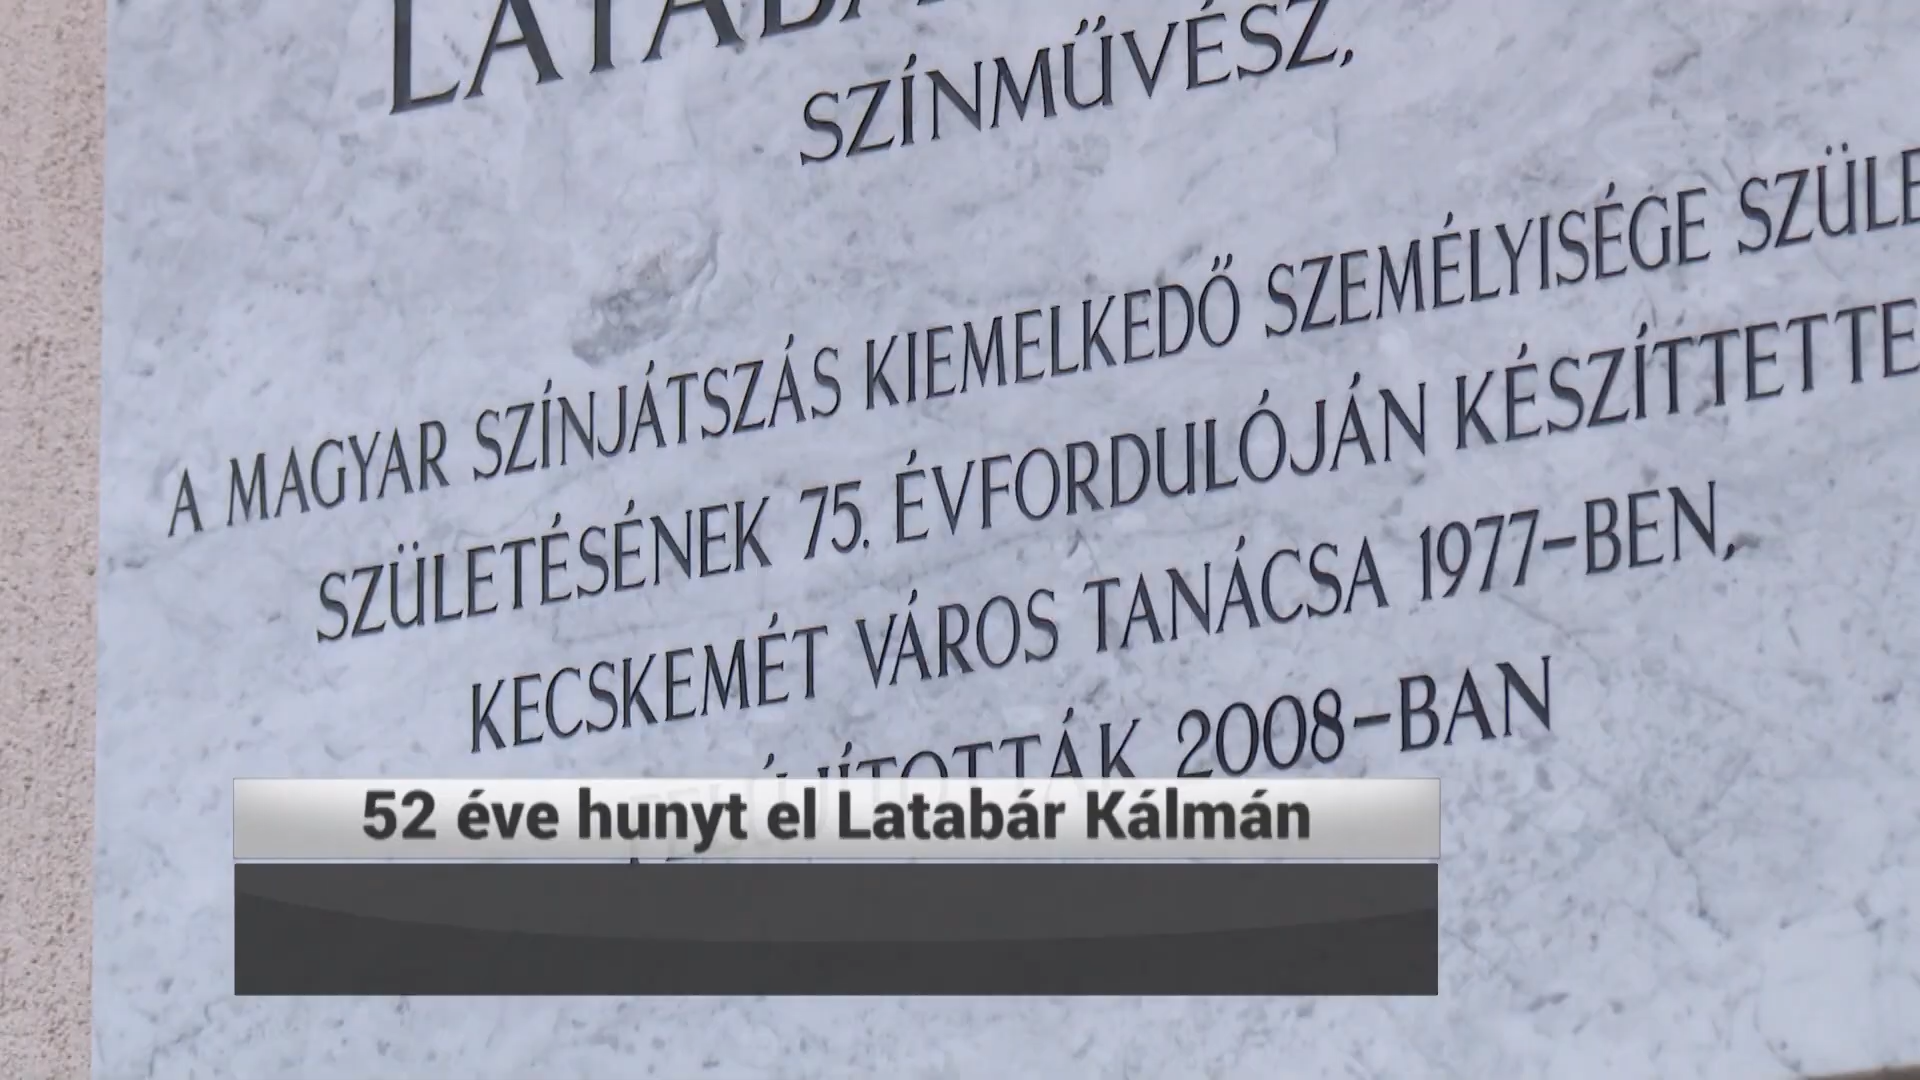 SZÍNMŰVÉSZ,
A MAGYAR SZÍNJÁTSZÁS KIEMELKEDŐ SZEMÉLYISÉGE
SZÜLETÉSÉNEK 75. ÉVFORDULÓJÁN KÉSZÍTTETTE
KECSKEMÉT VÁROS TANÁCSA 1977-BEN,
2008-BAN
52 éve hunyt el Latabár Kálmán